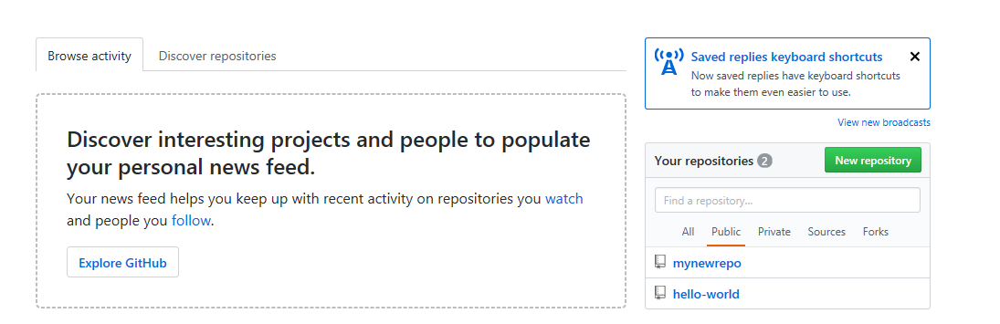 Browse activity
Discover repositories
Discover interesting projects and people to populate
your personal news feed.
Your news feed helps you keep up with recent activity on repositories you watch
and people you follow.
Explore GitHub
Saved replies keyboard shortcuts
Now saved replies have keyboard shortcuts
to make them even easier to use.
View new broadcasts
Your repositories 2
New repository
Find a repository…
All Public Private Sources Forks
mynewrepo
hello-world